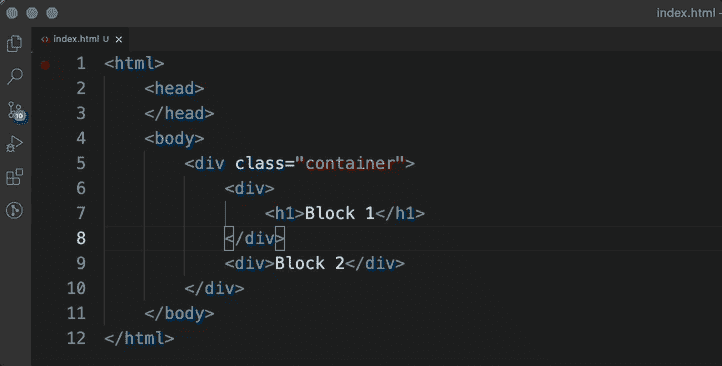 index.html -
<> index.html U ×
1 <html>
2     <head>
3     </head>
4     <body>
5         <div class="container">
6             <div>
7                 <h1>Block 1</h1>
8             </div>
9             <div>Block 2</div>
10         </div>
11     </body>
12 </html>